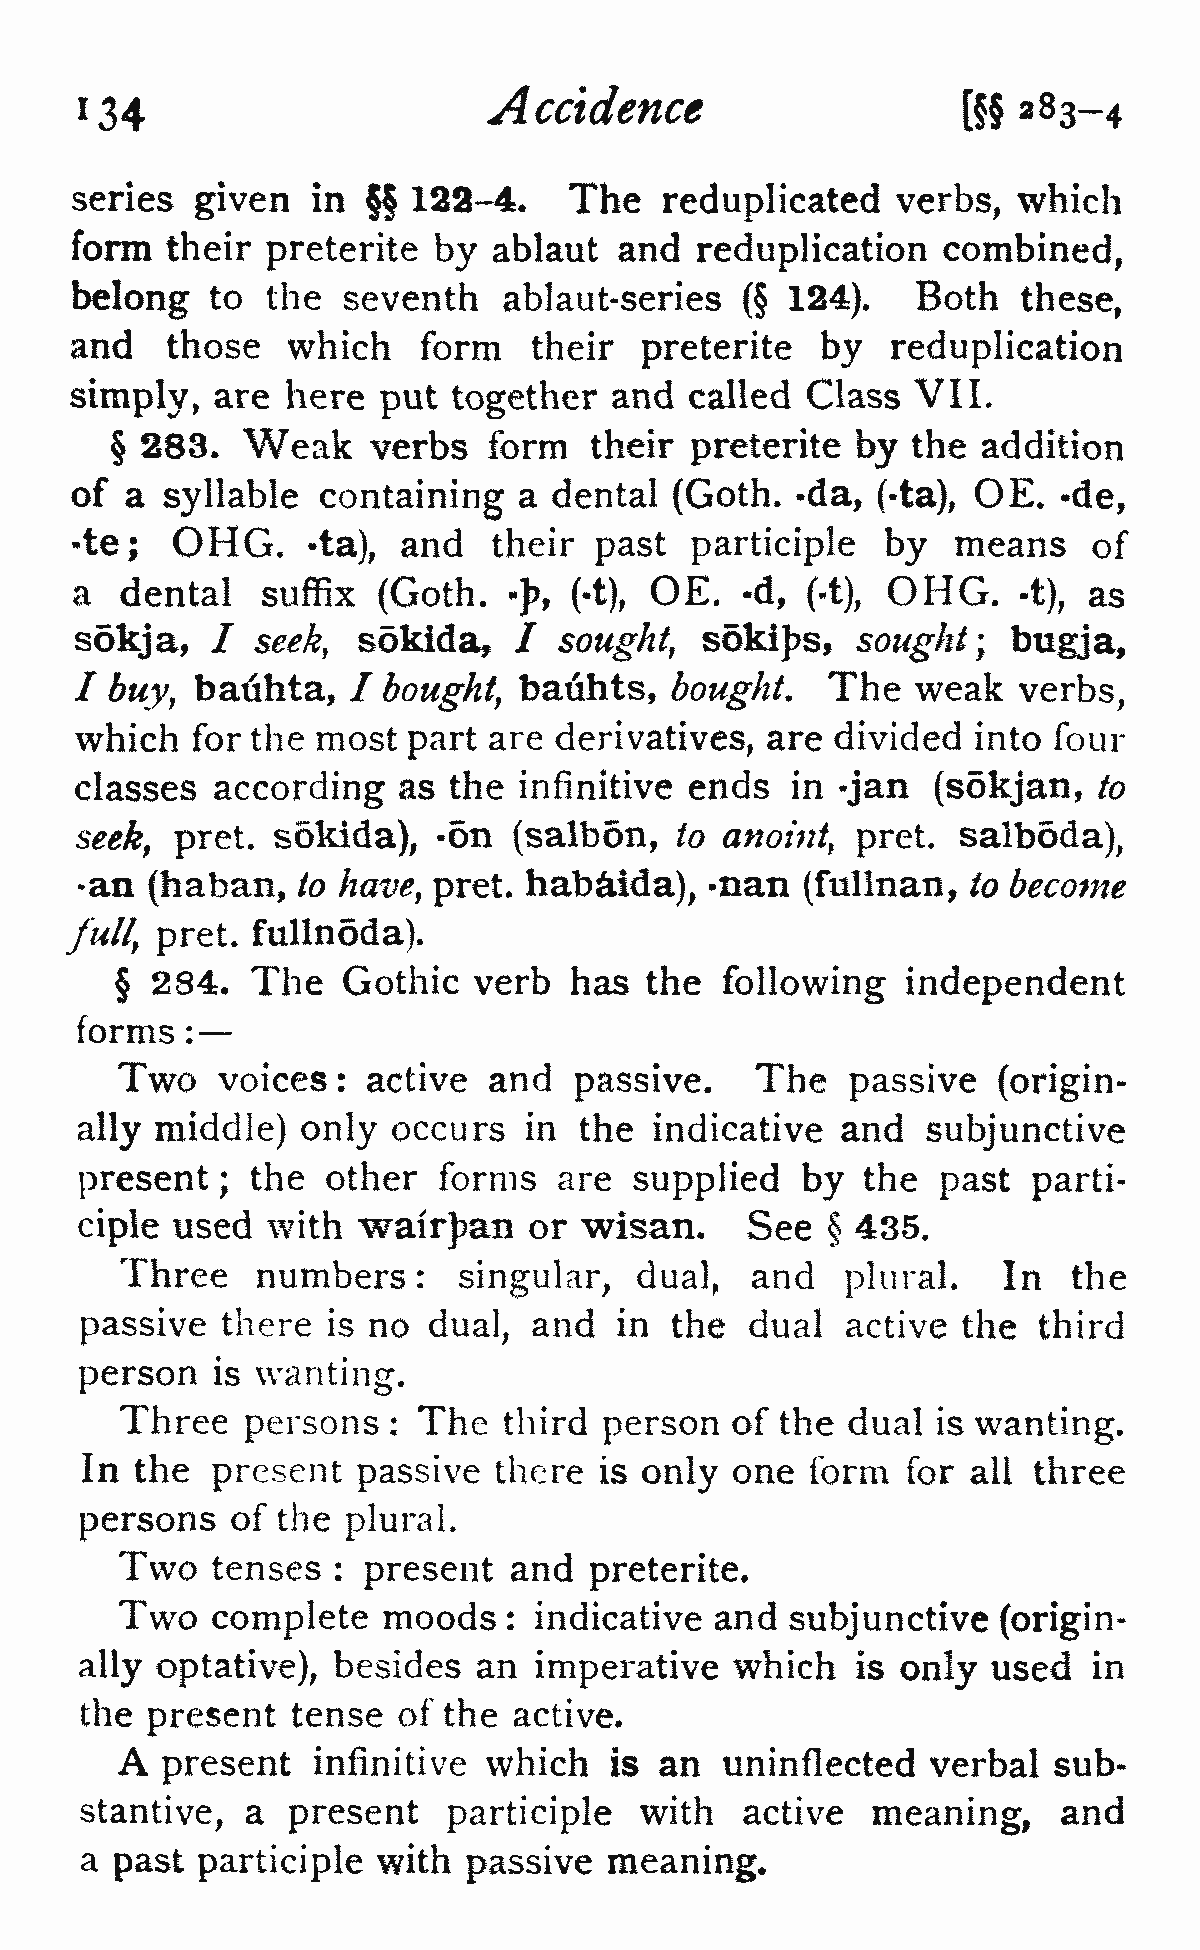 134 Accidence [§§ 283–4
series given in §§ 122–4. The reduplicated verbs, which
form their preterite by ablaut and reduplication combined,
belong to the seventh ablaut-series (§ 124). Both these,
and those which form their preterite by reduplication
simply, are here put together and called Class VII.
§ 283. Weak verbs form their preterite by the addition
of a syllable containing a dental (Goth. -da, (-ta), OE. -de,
-te; OHG. -ta), and their past participle by means of
a dental suffix (Goth. -þ, (-t), OE. -d, (-t), OHG. -t), as
sōkja, I seek, sōkida, I sought, sōkiþs, sought; bugja,
I buy, baúhta, I bought, baúhts, bought. The weak verbs,
which for the most part are derivatives, are divided into four
classes according as the infinitive ends in -jan (sōkjan, to
seek, pret. sōkida), -ōn (salbōn, to anoint, pret. salbōda),
-an (haban, to have, pret. habáida), -nan (fullnan, to become
full, pret. fullnōda).
§ 284. The Gothic verb has the following independent
forms :—
Two voices : active and passive. The passive (origin-
ally middle) only occurs in the indicative and subjunctive
present ; the other forms are supplied by the past parti-
ciple used with waírþan or wisan. See § 435.
Three numbers : singular, dual, and plural. In the
passive there is no dual, and in the dual active the third
person is wanting.
Three persons : The third person of the dual is wanting.
In the present passive there is only one form for all three
persons of the plural.
Two tenses : present and preterite.
Two complete moods : indicative and subjunctive (origin-
ally optative), besides an imperative which is only used in
the present tense of the active.
A present infinitive which is an uninflected verbal sub-
stantive, a present participle with active meaning, and
a past participle with passive meaning.